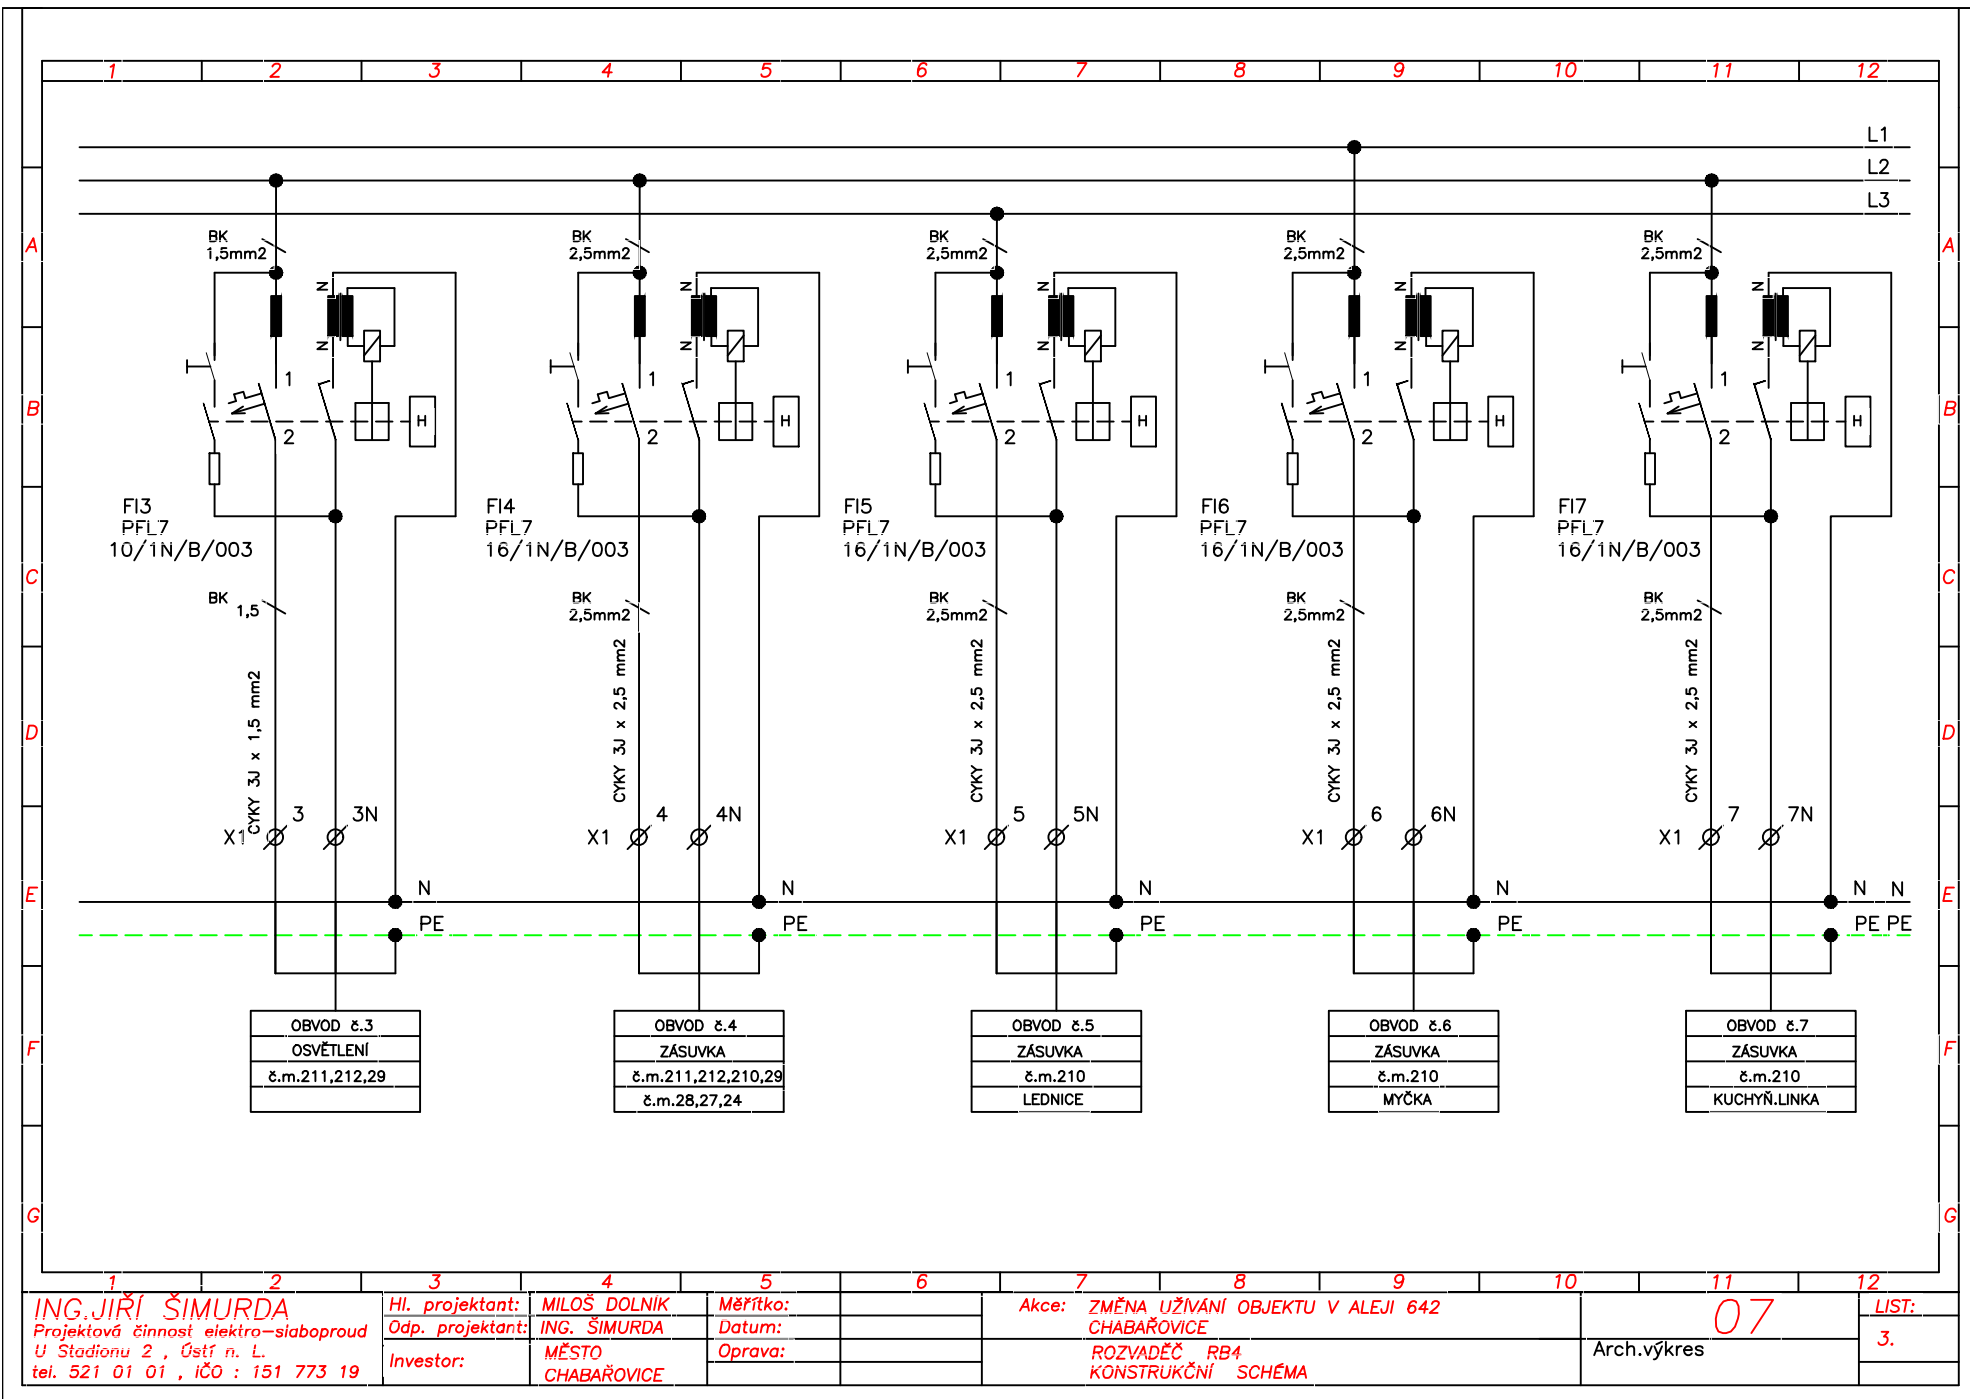 1 2 3 4 5 6 7 8 9 10 11 12
L1
L2
L3
A A
B B
C C
D D
E E
F F
G G
BK
1,5mm2
N
N
1
2
H
FI3
PFL7
10/1N/B/003
BK 1,5
CYKY 3J x 1,5 mm2
X1 3 3N
N
PE
OBVOD č.3
OSVĚTLENÍ
č.m.211,212,29
BK
2,5mm2
N
N
1
2
H
FI4
PFL7
16/1N/B/003
BK
2,5mm2
CYKY 3J x 2,5 mm2
X1 4 4N
N
PE
OBVOD č.4
ZÁSUVKA
č.m.211,212,210,29
č.m.28,27,24
BK
2,5mm2
N
N
1
2
H
FI5
PFL7
16/1N/B/003
BK
2,5mm2
CYKY 3J x 2,5 mm2
X1 5 5N
N
PE
OBVOD č.5
ZÁSUVKA
č.m.210
LEDNICE
BK
2,5mm2
N
N
1
2
H
FI6
PFL7
16/1N/B/003
BK
2,5mm2
CYKY 3J x 2,5 mm2
X1 6 6N
N
PE
OBVOD č.6
ZÁSUVKA
č.m.210
MYČKA
BK
2,5mm2
N
N
1
2
H
FI7
PFL7
16/1N/B/003
BK
2,5mm2
CYKY 3J x 2,5 mm2
X1 7 7N
N N
PE PE
OBVOD č.7
ZÁSUVKA
č.m.210
KUCHYŇ.LINKA
1 2 3 4 5 6 7 8 9 10 11 12
ING.JIŘÍ ŠIMURDA
Projektová činnost elektro-slaboproud
U Stadionu 2 , Ústí n. L.
tel. 521 01 01 , IČO : 151 773 19
Hl. projektant: MILOŠ DOLNÍK
Odp. projektant: ING. ŠIMURDA
Investor: MĚSTO
CHABAŘOVICE
Měřítko:
Datum:
Oprava:
Akce: ZMĚNA UŽÍVÁNÍ OBJEKTU V ALEJI 642
CHABAŘOVICE
ROZVADĚČ RB4
KONSTRUKČNÍ SCHÉMA
07
Arch.výkres
LIST:
3.